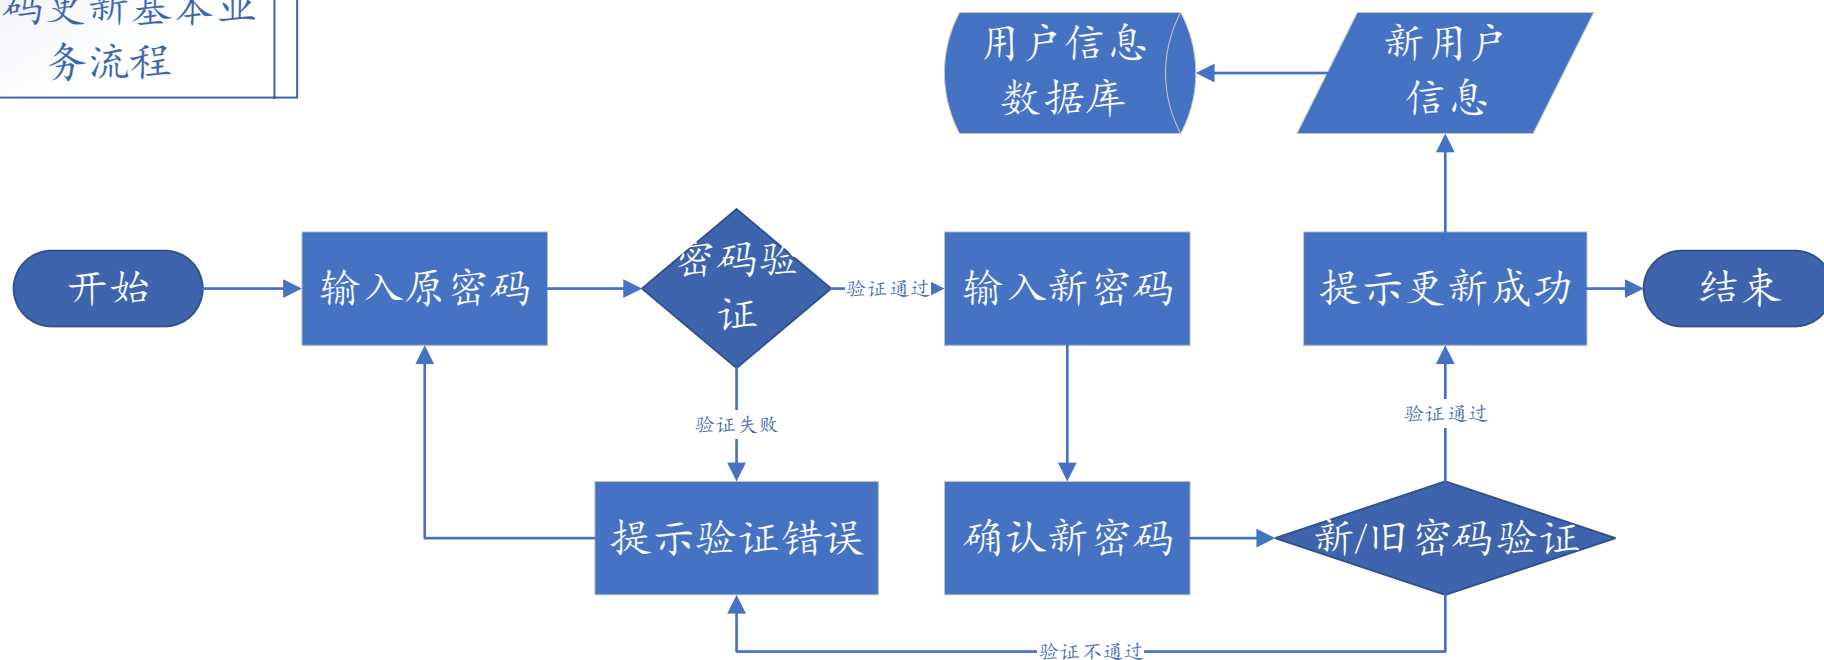 码更新基本业
务流程
用户信息
数据库
新用户
信息
开始
输入原密码
密码验
证
验证通过
输入新密码
提示更新成功
结束
验证失败
验证通过
提示验证错误
确认新密码
新/旧密码验证
验证不通过